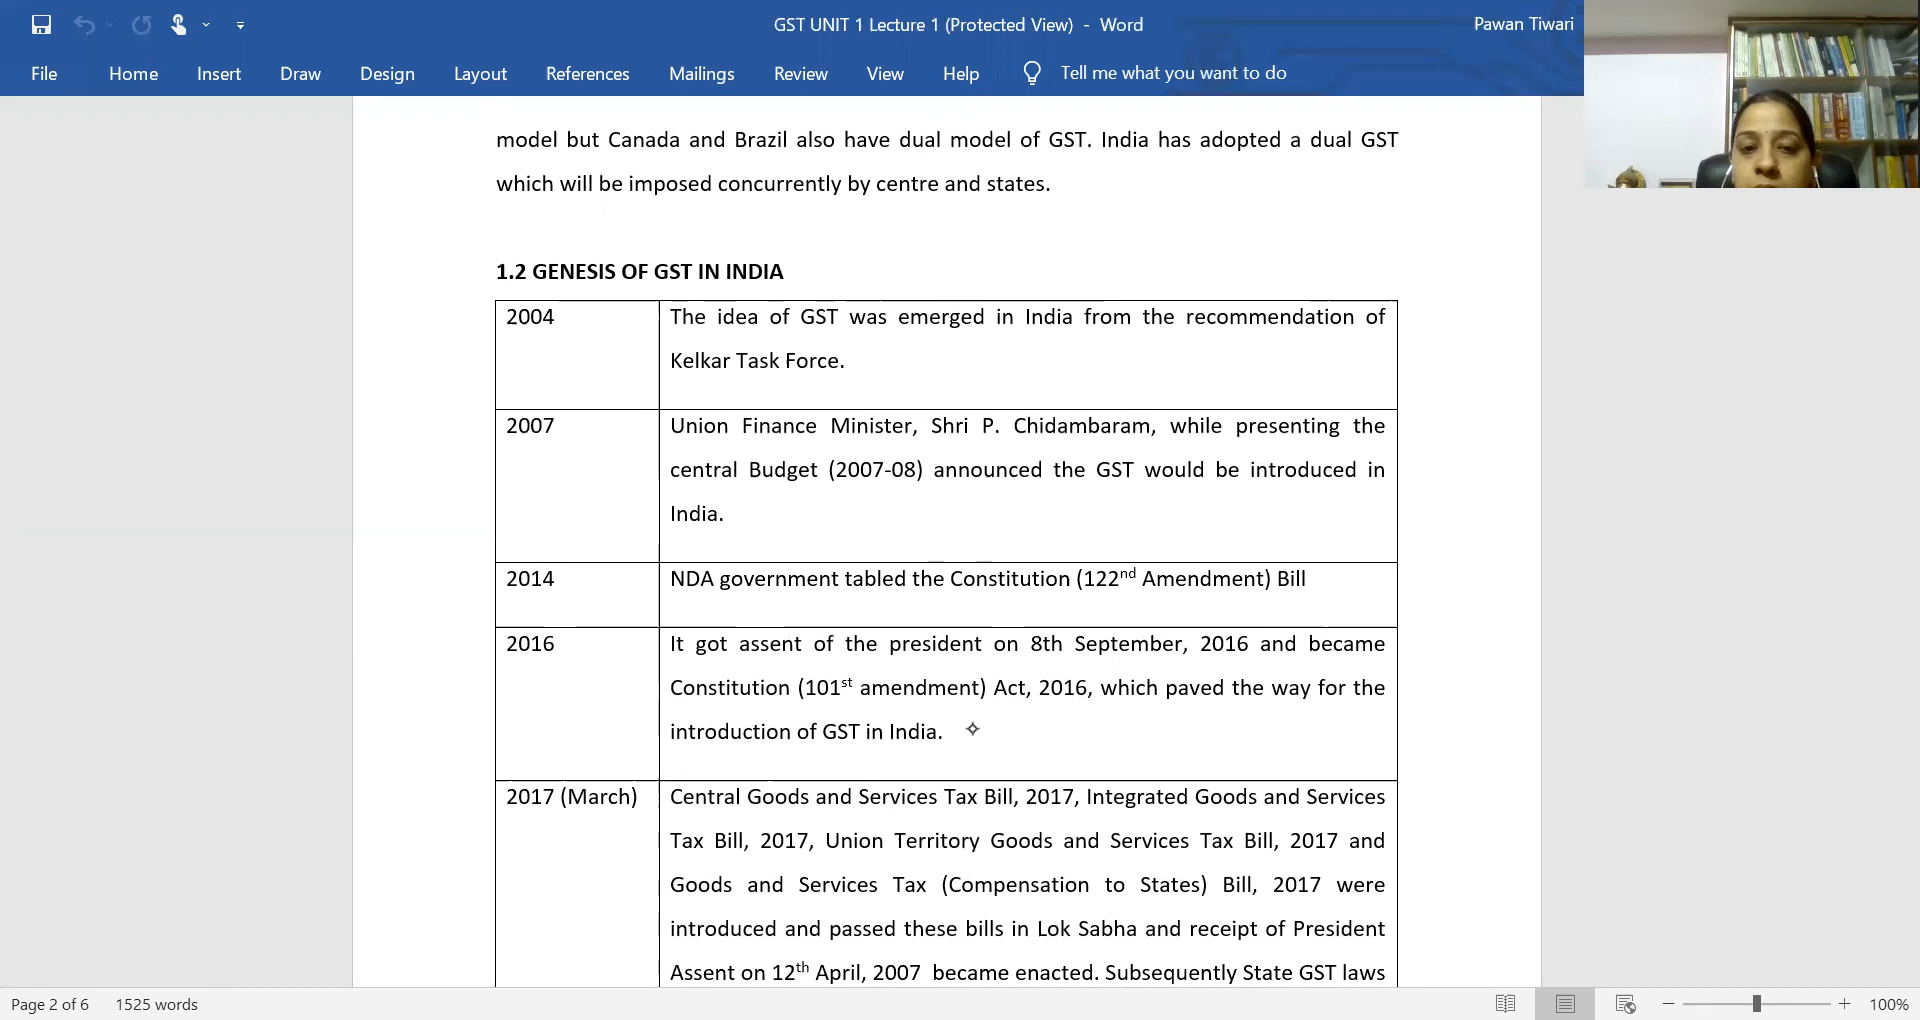 GST UNIT 1 Lecture 1 (Protected View) - Word
Pawan Tiwari
File Home Insert Draw Design Layout References Mailings Review View Help Tell me what you want to do
model but Canada and Brazil also have dual model of GST. India has adopted a dual GST
which will be imposed concurrently by centre and states.
1.2 GENESIS OF GST IN INDIA
2004 The idea of GST was emerged in India from the recommendation of
Kelkar Task Force.
2007 Union Finance Minister, Shri P. Chidambaram, while presenting the
central Budget (2007-08) announced the GST would be introduced in
India.
2014 NDA government tabled the Constitution (122nd Amendment) Bill
2016 It got assent of the president on 8th September, 2016 and became
Constitution (101st amendment) Act, 2016, which paved the way for the
introduction of GST in India.
2017 (March) Central Goods and Services Tax Bill, 2017, Integrated Goods and Services
Tax Bill, 2017, Union Territory Goods and Services Tax Bill, 2017 and
Goods and Services Tax (Compensation to States) Bill, 2017 were
introduced and passed these bills in Lok Sabha and receipt of President
Assent on 12th April, 2007 became enacted. Subsequently State GST laws
Page 2 of 6 1525 words 100%